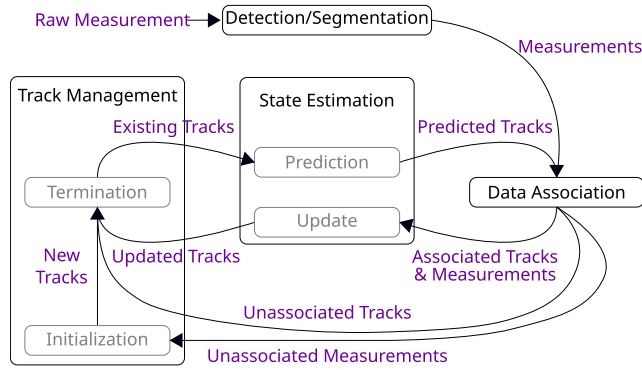 Raw Measurement
Detection/Segmentation
Measurements
Track Management
State Estimation
Existing Tracks
Predicted Tracks
Prediction
Termination
Data Association
Update
New
Tracks
Updated Tracks
Associated Tracks
& Measurements
Unassociated Tracks
Initialization
Unassociated Measurements